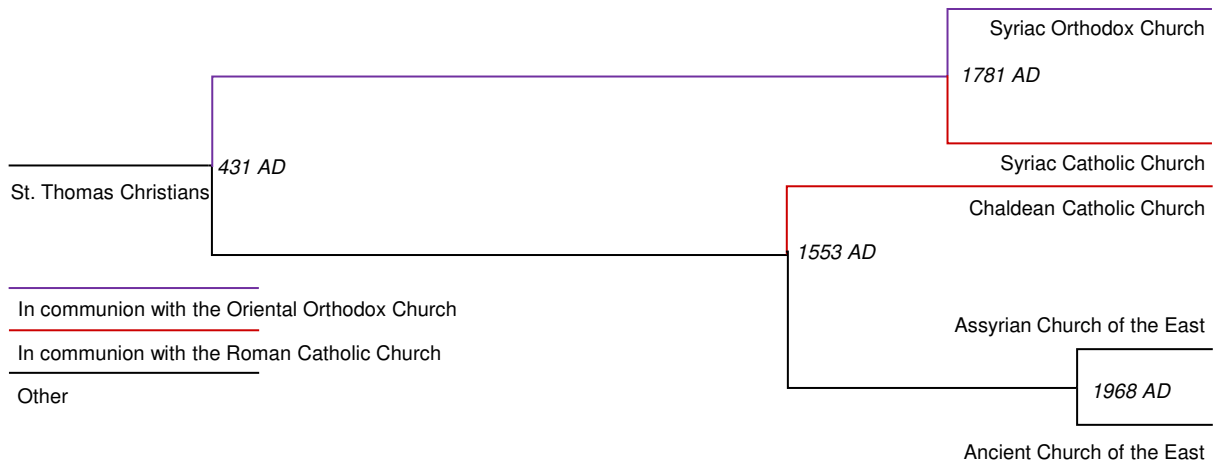 Syriac Orthodox Church
1781 AD
Syriac Catholic Church
431 AD
St. Thomas Christians
Chaldean Catholic Church
1553 AD
In communion with the Oriental Orthodox Church
In communion with the Roman Catholic Church
Other
Assyrian Church of the East
1968 AD
Ancient Church of the East